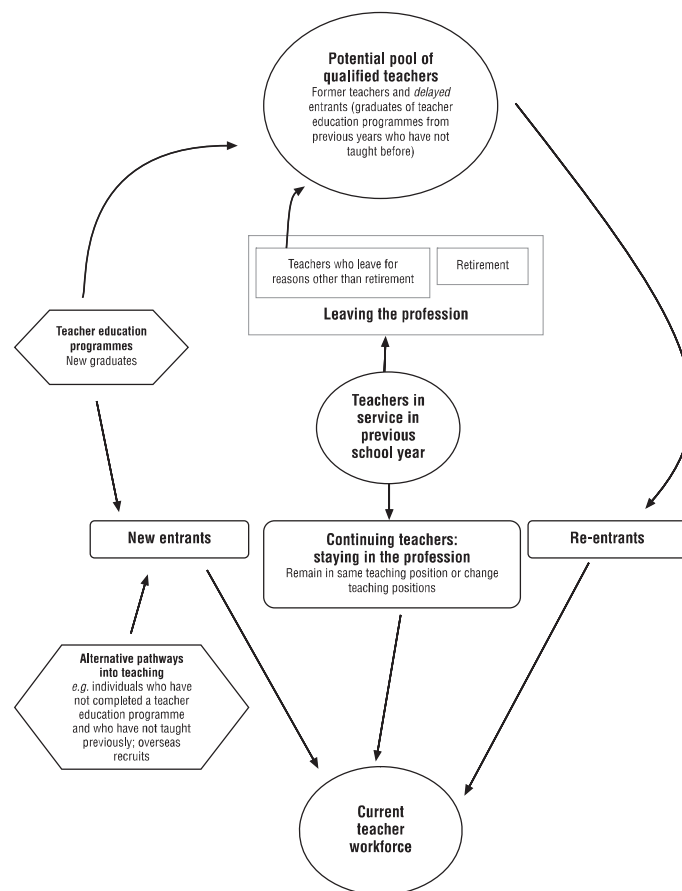 Potential pool of
qualified teachers
Former teachers and delayed
entrants (graduates of teacher
education programmes from
previous years who have not
taught before)
Teachers who leave for
reasons other than retirement
Retirement
Leaving the profession
Teacher education
programmes
New graduates
Teachers in
service in
previous
school year
New entrants
Continuing teachers:
staying in the profession
Remain in same teaching position or change
teaching positions
Re-entrants
Alternative pathways
into teaching
e.g. individuals who have
not completed a teacher
education programme
and who have not taught
previously; overseas
recruits
Current
teacher
workforce